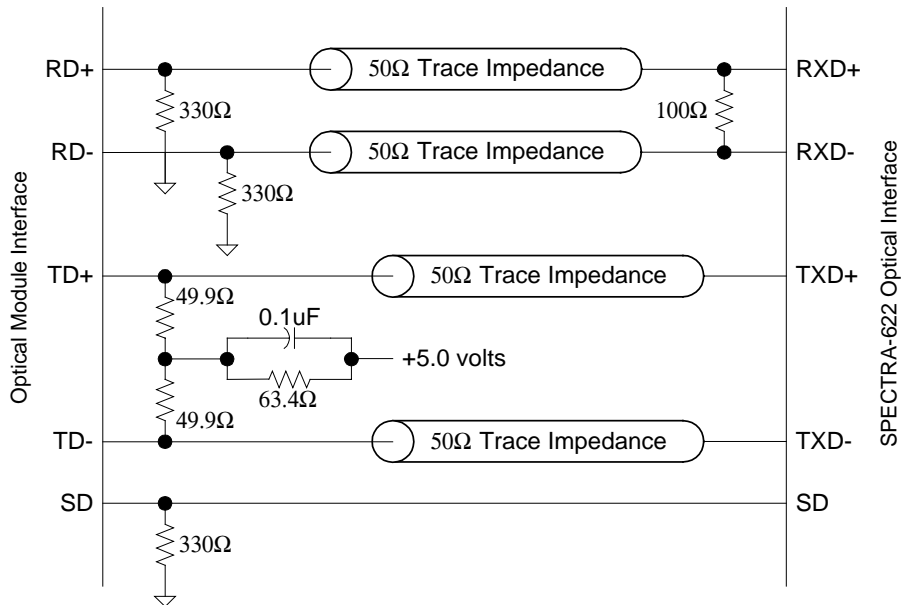 RD+
50Ω Trace Impedance
RXD+
330Ω
100Ω
RD-
50Ω Trace Impedance
RXD-
330Ω
Optical Module Interface
SPECTRA-622 Optical Interface
TD+
50Ω Trace Impedance
TXD+
49.9Ω
0.1uF
+5.0 volts
63.4Ω
49.9Ω
TD-
50Ω Trace Impedance
TXD-
SD
SD
330Ω